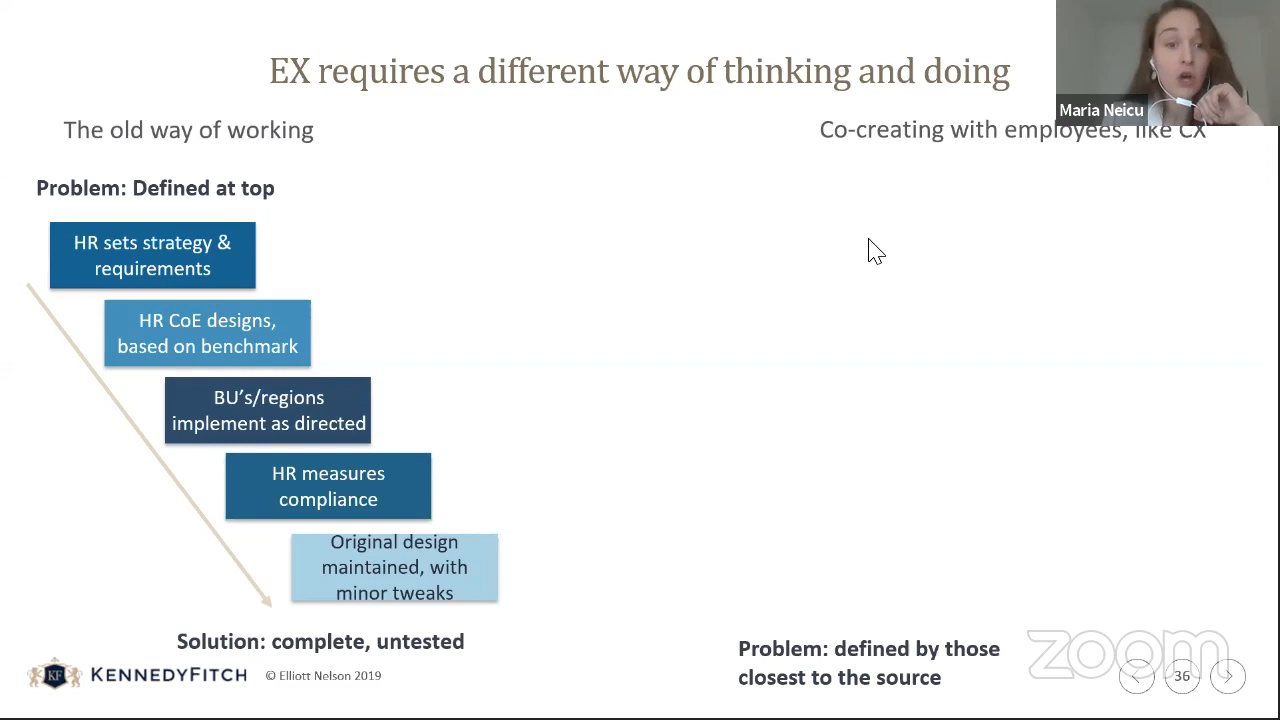 EX requires a different way of thinking and doing
Maria Neicu
The old way of working
Co-creating with employees, like CX
Problem: Defined at top
HR sets strategy &
requirements
HR CoE designs,
based on benchmark
BU's/regions
implement as directed
HR measures
compliance
Original design
maintained, with
minor tweaks
Solution: complete, untested
Problem: defined by those
closest to the source
KF
KENNEDYFITCH
© Elliott Nelson 2019
zoom
36